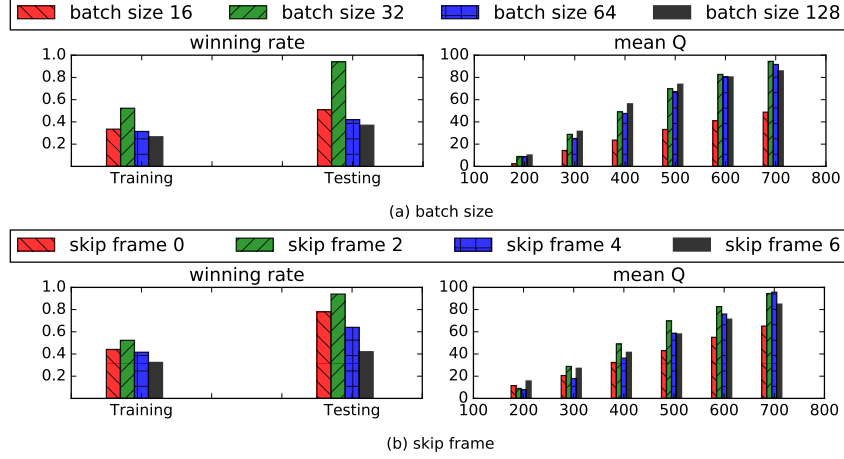 batch size 16 batch size 32 batch size 64 batch size 128
winning rate mean Q
1.0 0.8 0.6 0.4 0.2
Training Testing
100 80 60 40 20 0
100 200 300 400 500 600 700 800
(a) batch size
skip frame 0 skip frame 2 skip frame 4 skip frame 6
winning rate mean Q
1.0 0.8 0.6 0.4 0.2
Training Testing
100 80 60 40 20 0
100 200 300 400 500 600 700 800
(b) skip frame